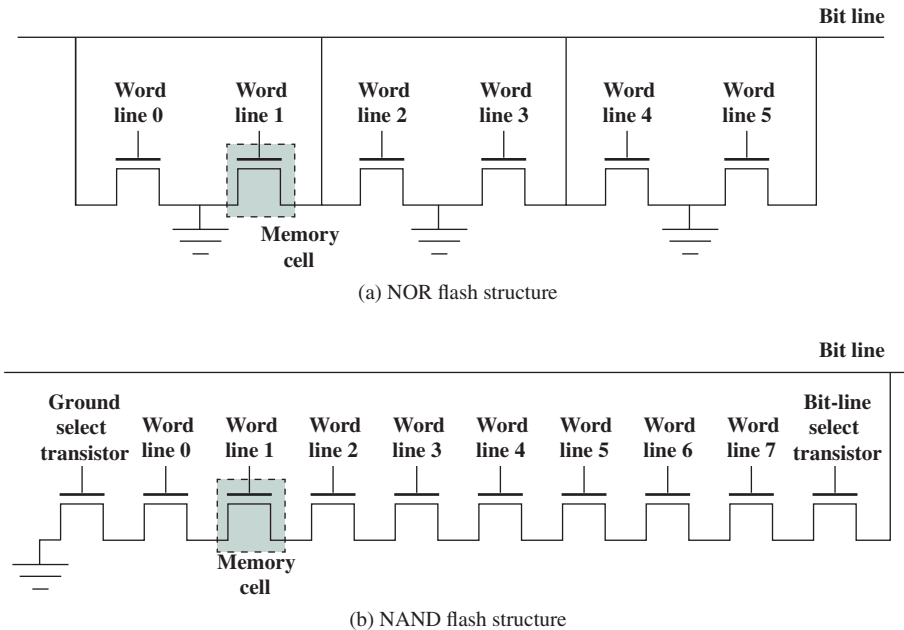 Bit line
Word
line 0
Word
line 1
Word
line 2
Word
line 3
Word
line 4
Word
line 5
Memory
cell
(a) NOR flash structure
Bit line
Ground
select
transistor
Word
line 0
Word
line 1
Word
line 2
Word
line 3
Word
line 4
Word
line 5
Word
line 6
Word
line 7
Bit-line
select
transistor
Memory
cell
(b) NAND flash structure